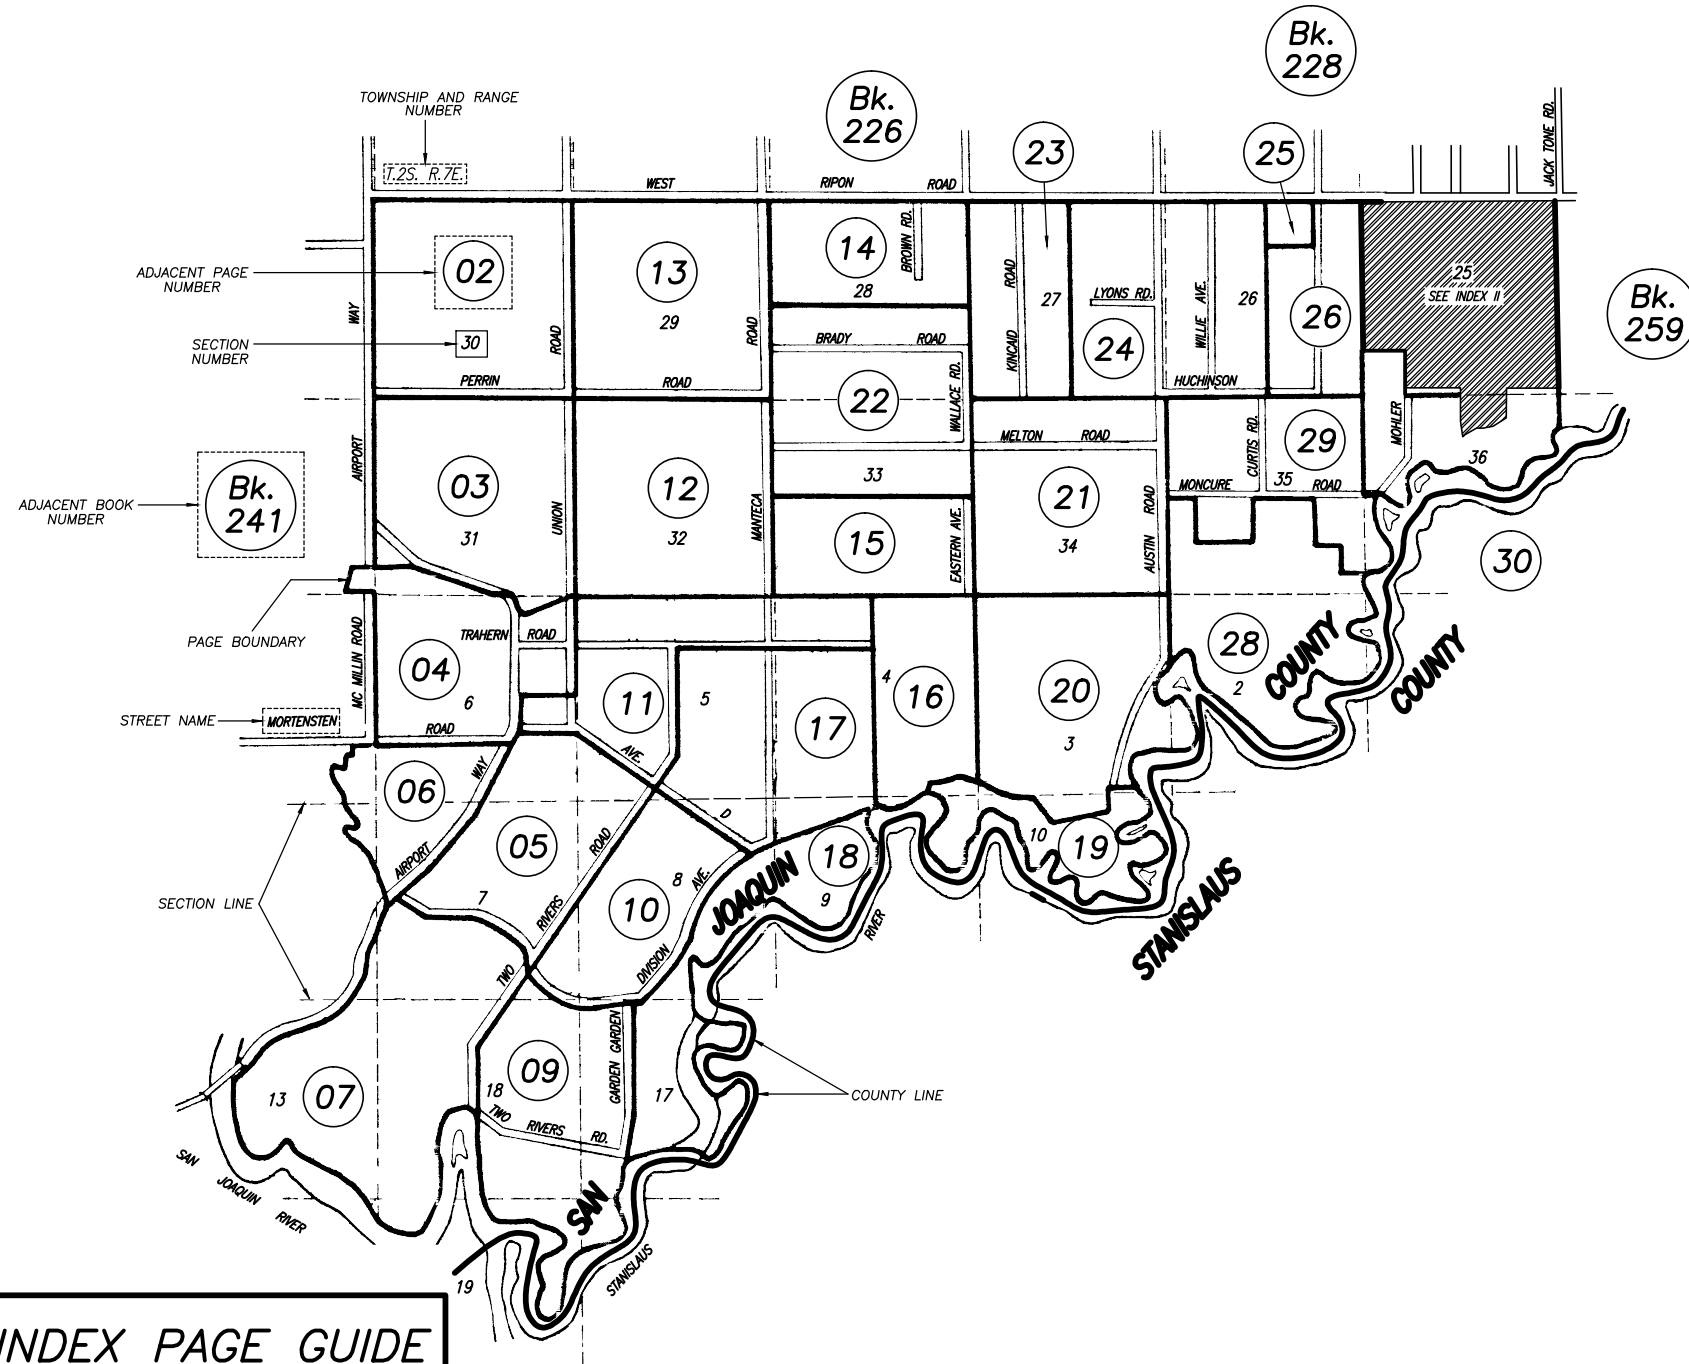 Bk.
228
Bk.
226
TOWNSHIP AND RANGE
NUMBER
T.2S. R.7E.
23
25
JACK TONE RD.
WEST RIPON ROAD
ADJACENT PAGE
NUMBER
02
13
14
BROWN RD.
28
KINCAID ROAD
27
LYONS RD.
24
WILLIE AVE.
26
26
25
SEE INDEX II
Bk.
259
WAY
SECTION
NUMBER
30
ROAD
29
ROAD
BRADY ROAD
PERRIN ROAD
HUCHINSON
22
WALLACE RD.
MELTON ROAD
CURTIS RD.
29
MOHLER
36
AIRPORT
ADJACENT BOOK
NUMBER
Bk.
241
03
31
UNION
12
32
MANTECA
33
15
EASTERN AVE.
21
34
AUSTIN ROAD
MONCURE 35 ROAD
30
PAGE BOUNDARY
MC MILLIN ROAD
TRAHERN ROAD
04
6
STREET NAME
MORTENSTEN
ROAD
11
AVE.
5
17
4
16
20
3
28
2
COUNTY
COUNTY
06
WAY
AIRPORT
05
7
ROAD
RIVERS
TWO
D
10
8
AVE.
DIVISION
JOAQUIN
18
9
RIVER
10
19
STANISLAUS
SECTION LINE
13
07
18
09
GARDEN GARDEN
17
TWO RIVERS RD.
COUNTY LINE
SAN JOAQUIN RIVER
SAN
19
STANISLAUS
INDEX PAGE GUIDE